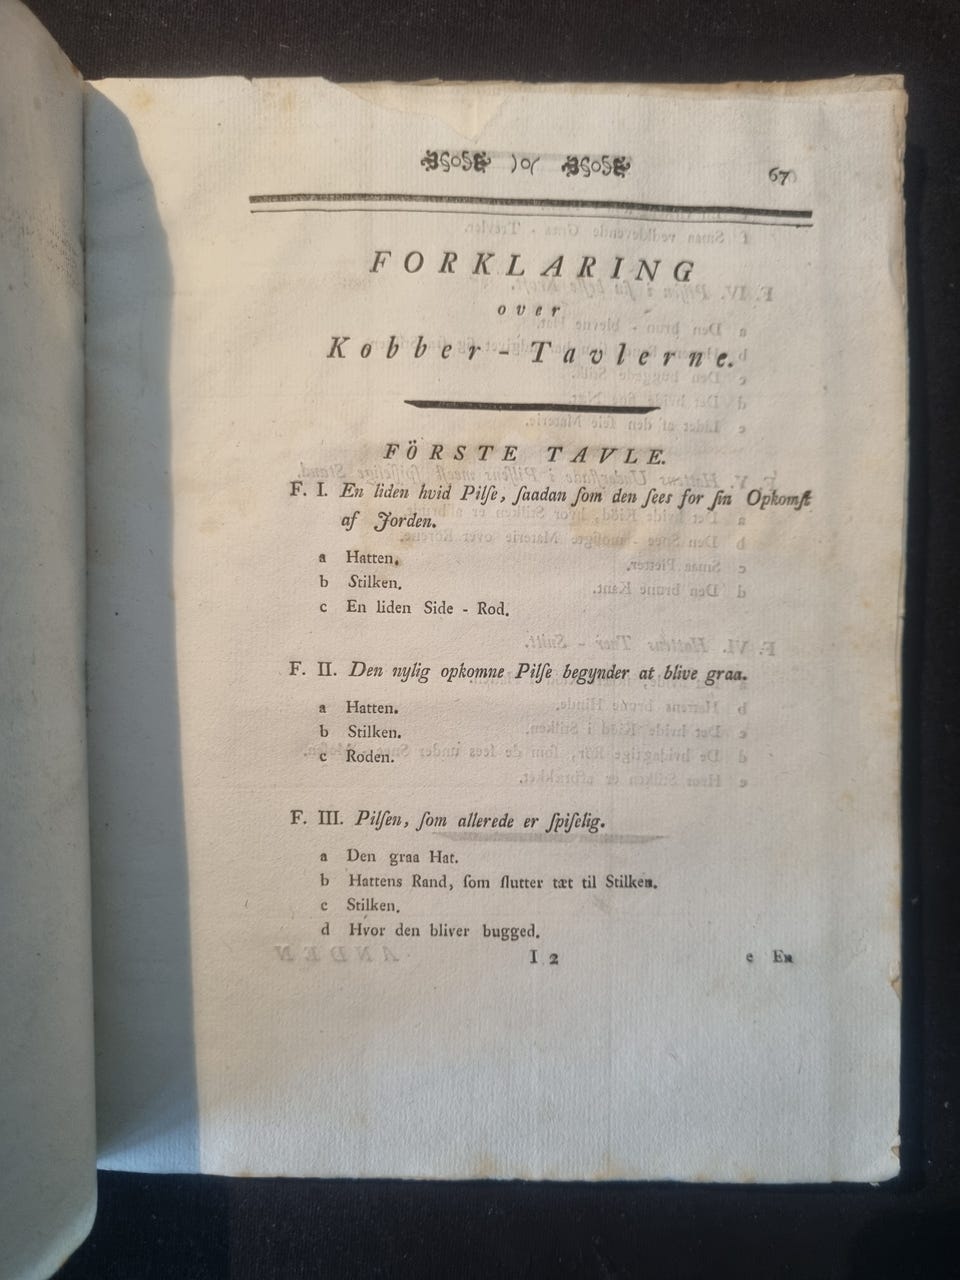 )o(
67
FORKLARING
over
Kobber-Tavlerne.
FÖRSTE TAVLE.
F. I. En liden hvid Pilſe, ſaadan ſom den ſees for ſin Opkomſt
af Jorden.
a Hatten.
b Stilken.
c En liden Side-Rod.
F. II. Den nylig opkomne Pilſe begynder at blive graa.
a Hatten.
b Stilken.
c Roden.
F. III. Pilſen, ſom allerede er ſpiſelig.
a Den graa Hat.
b Hattens Rand, ſom ſlutter tæt til Stilken.
c Stilken.
d Hvor den bliver bugged.
I 2
e En